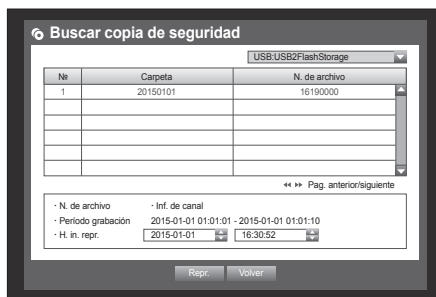 Buscar copia de seguridad
USB:USB2FlashStorage
№ Carpeta N. de archivo
1 20150101 16190000
Pag. anterior/siguiente
· N. de archivo · Inf. de canal
· Período grabación 2015-01-01 01:01:01 - 2015-01-01 01:01:10
· H. in. repr. 2015-01-01 16:30:52
Repr. Volver